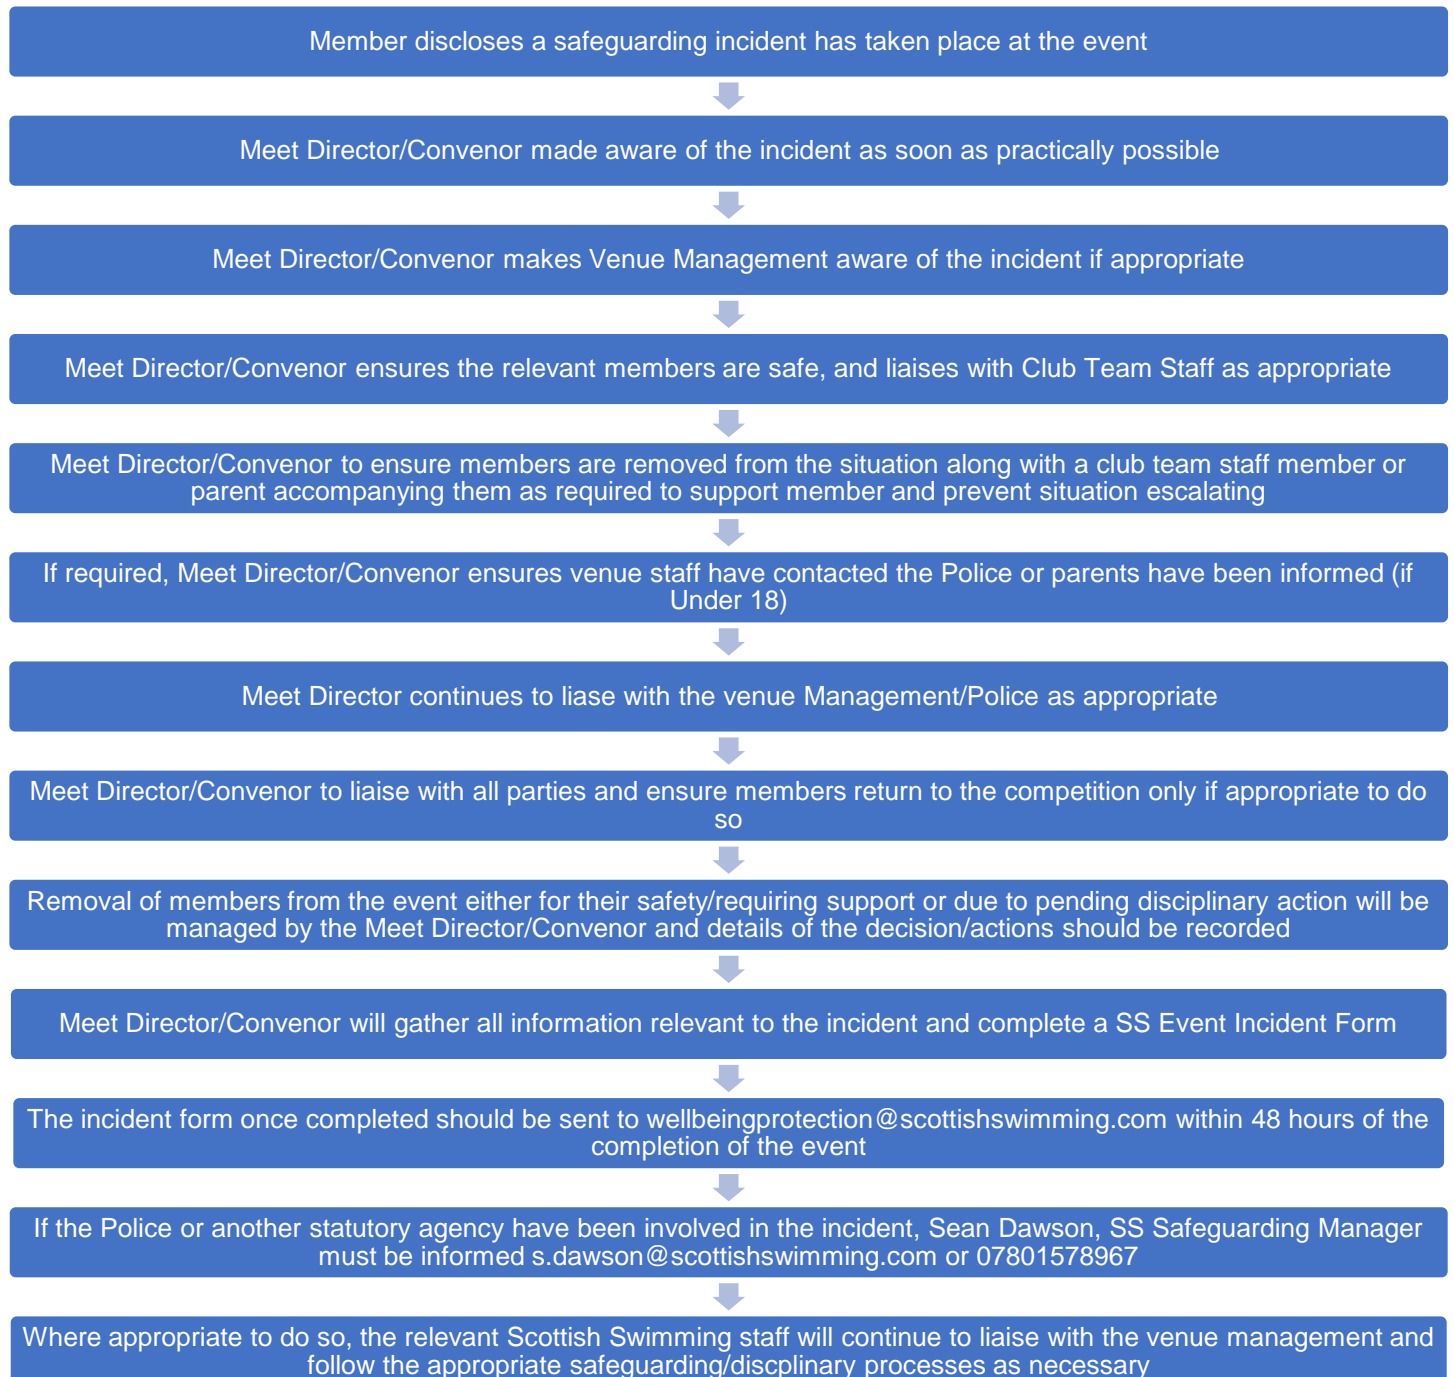 Member discloses a safeguarding incident has taken place at the event
Meet Director/Convenor made aware of the incident as soon as practically possible
Meet Director/Convenor makes Venue Management aware of the incident if appropriate
Meet Director/Convenor ensures the relevant members are safe, and liaises with Club Team Staff as appropriate
Meet Director/Convenor to ensure members are removed from the situation along with a club team staff member or
parent accompanying them as required to support member and prevent situation escalating
If required, Meet Director/Convenor ensures venue staff have contacted the Police or parents have been informed (if
Under 18)
Meet Director continues to liase with the venue Management/Police as appropriate
Meet Director/Convenor to liaise with all parties and ensure members return to the competition only if appropriate to do
so
Removal of members from the event either for their safety/requiring support or due to pending disciplinary action will be
managed by the Meet Director/Convenor and details of the decision/actions should be recorded
Meet Director/Convenor will gather all information relevant to the incident and complete a SS Event Incident Form
The incident form once completed should be sent to wellbeingprotection@scottishswimming.com within 48 hours of the
completion of the event
If the Police or another statutory agency have been involved in the incident, Sean Dawson, SS Safeguarding Manager
must be informed s.dawson@scottishswimming.com or 07801578967
Where appropriate to do so, the relevant Scottish Swimming staff will continue to liaise with the venue management and
follow the appropriate safeguarding/discplinary processes as necessary